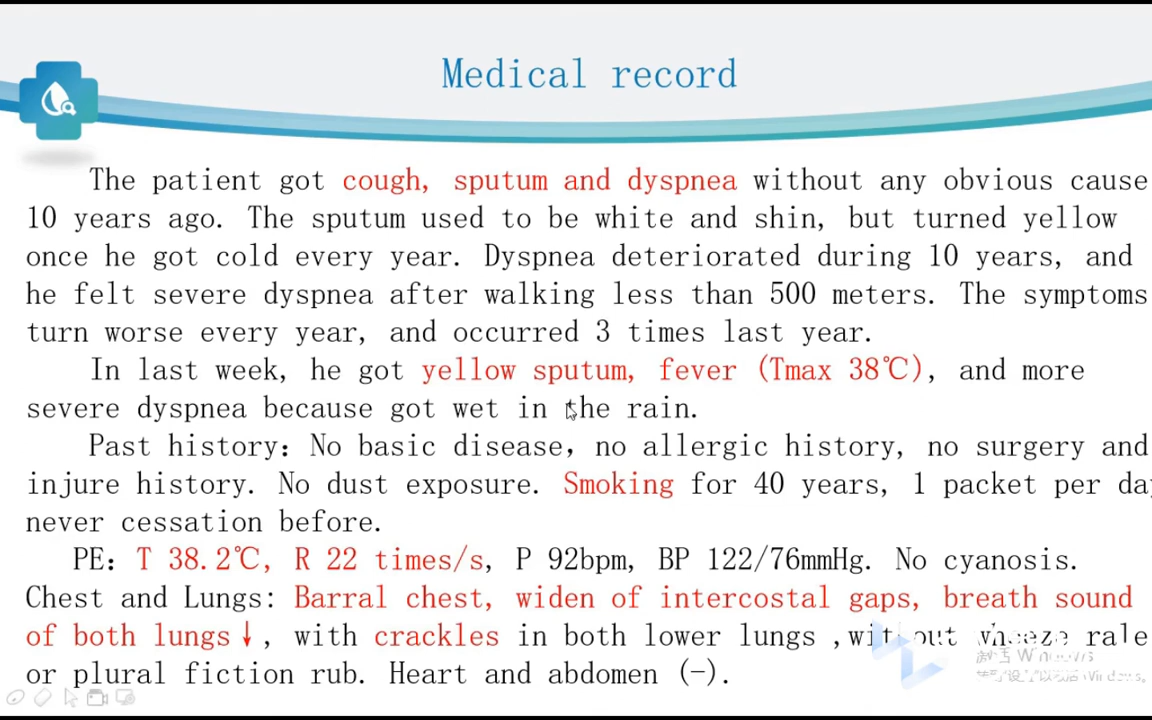 Medical record
The patient got cough, sputum and dyspnea without any obvious cause
10 years ago. The sputum used to be white and shin, but turned yellow
once he got cold every year. Dyspnea deteriorated during 10 years, and
he felt severe dyspnea after walking less than 500 meters. The symptoms
turn worse every year, and occurred 3 times last year.
In last week, he got yellow sputum, fever (Tmax 38℃), and more
severe dyspnea because got wet in the rain.
Past history: No basic disease, no allergic history, no surgery and
injure history. No dust exposure. Smoking for 40 years, 1 packet per da
never cessation before.
PE: T 38.2℃, R 22 times/s, P 92bpm, BP 122/76mmHg. No cyanosis.
Chest and Lungs: Barral chest, widen of intercostal gaps, breath sound
of both lungs↓, with crackles in both lower lungs ,without wheeze rale
or plural fiction rub. Heart and abdomen (-).
激活 Windows
Windows。